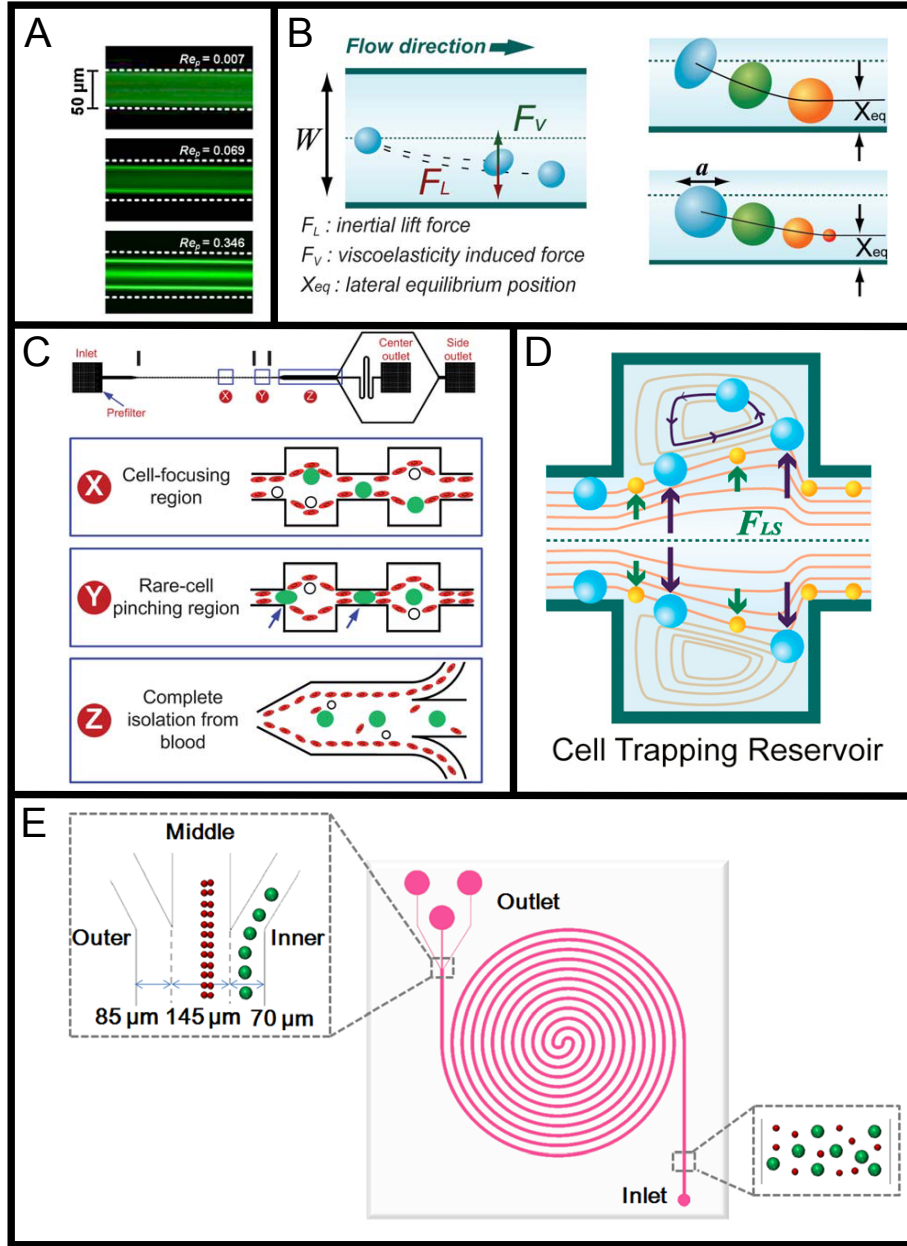 A
Rep = 0.007
50 µm
Rep = 0.069
Rep = 0.346
B
Flow direction
W
FV
FL
FL : inertial lift force
FV : viscoelasticity induced force
Xeq : lateral equilibrium position
Xeq
a
Xeq
C
Inlet
Prefilter
X
Y
Z
Center
outlet
Side
outlet
X
Cell-focusing
region
Y
Rare-cell
pinching region
Z
Complete
isolation from
blood
D
FLS
Cell Trapping Reservoir
E
Middle
Outer
Inner
85 µm
145 µm
70 µm
Outlet
Inlet